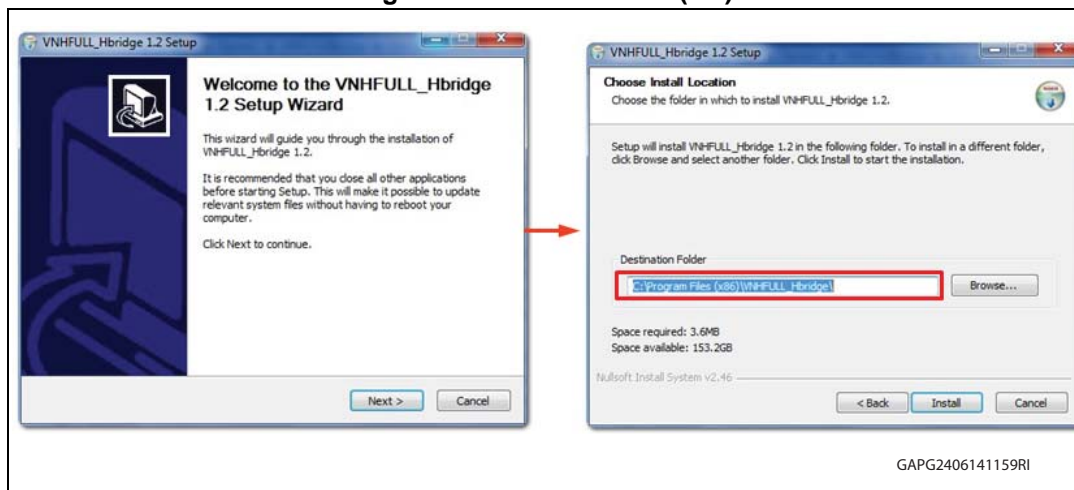 VNHFULL_Hbridge 1.2 Setup
Welcome to the VNHFULL_Hbridge
1.2 Setup Wizard
This wizard will guide you through the installation of
VNHFULL_Hbridge 1.2.
It is recommended that you close all other applications
before starting Setup. This will make it possible to update
relevant system files without having to reboot your
computer.
Click Next to continue.
Next >
Cancel
VNHFULL_Hbridge 1.2 Setup
Choose Install Location
Choose the folder in which to install VNHFULL_Hbridge 1.2.
Setup will install VNHFULL_Hbridge 1.2 in the following folder. To install in a different folder,
click Browse and select another folder. Click Install to start the installation.
Destination Folder
C:\Program Files (x86)\VNHFULL_Hbridge\
Browse...
Space required: 3.6MB
Space available: 153.2GB
Nullsoft Install System v2.46
< Back
Install
Cancel
GAPG2406141159RI